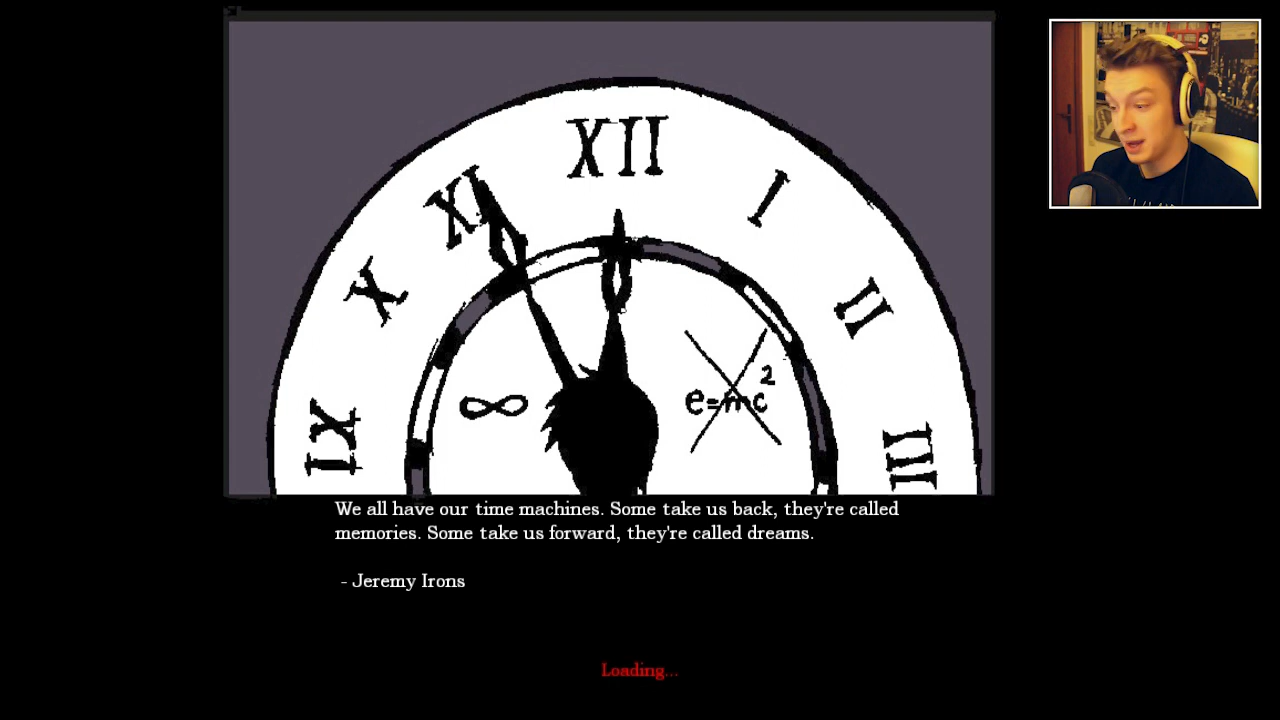 XII
XI
I
X
II
IX
III
∞
e=mc²
We all have our time machines. Some take us back, they're called
memories. Some take us forward, they're called dreams.
- Jeremy Irons
Loading...